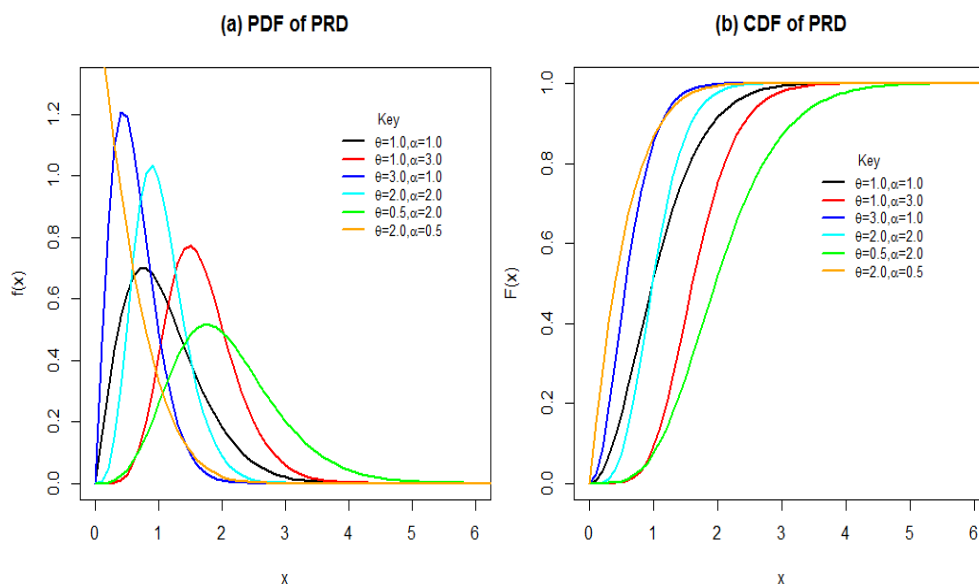 (a) PDF of PRD
f(x)
0.0 0.2 0.4 0.6 0.8 1.0 1.2
Key
θ=1.0,α=1.0
θ=1.0,α=3.0
θ=3.0,α=1.0
θ=2.0,α=2.0
θ=0.5,α=2.0
θ=2.0,α=0.5
0 1 2 3 4 5 6
x
(b) CDF of PRD
F(x)
0.0 0.2 0.4 0.6 0.8 1.0
Key
θ=1.0,α=1.0
θ=1.0,α=3.0
θ=3.0,α=1.0
θ=2.0,α=2.0
θ=0.5,α=2.0
θ=2.0,α=0.5
0 1 2 3 4 5 6
x